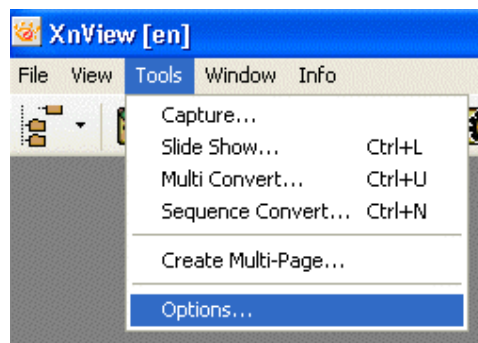 XnView [en]
File View Tools Window Info
Capture...
Slide Show... Ctrl+L
Multi Convert... Ctrl+U
Sequence Convert... Ctrl+N
Create Multi-Page...
Options...